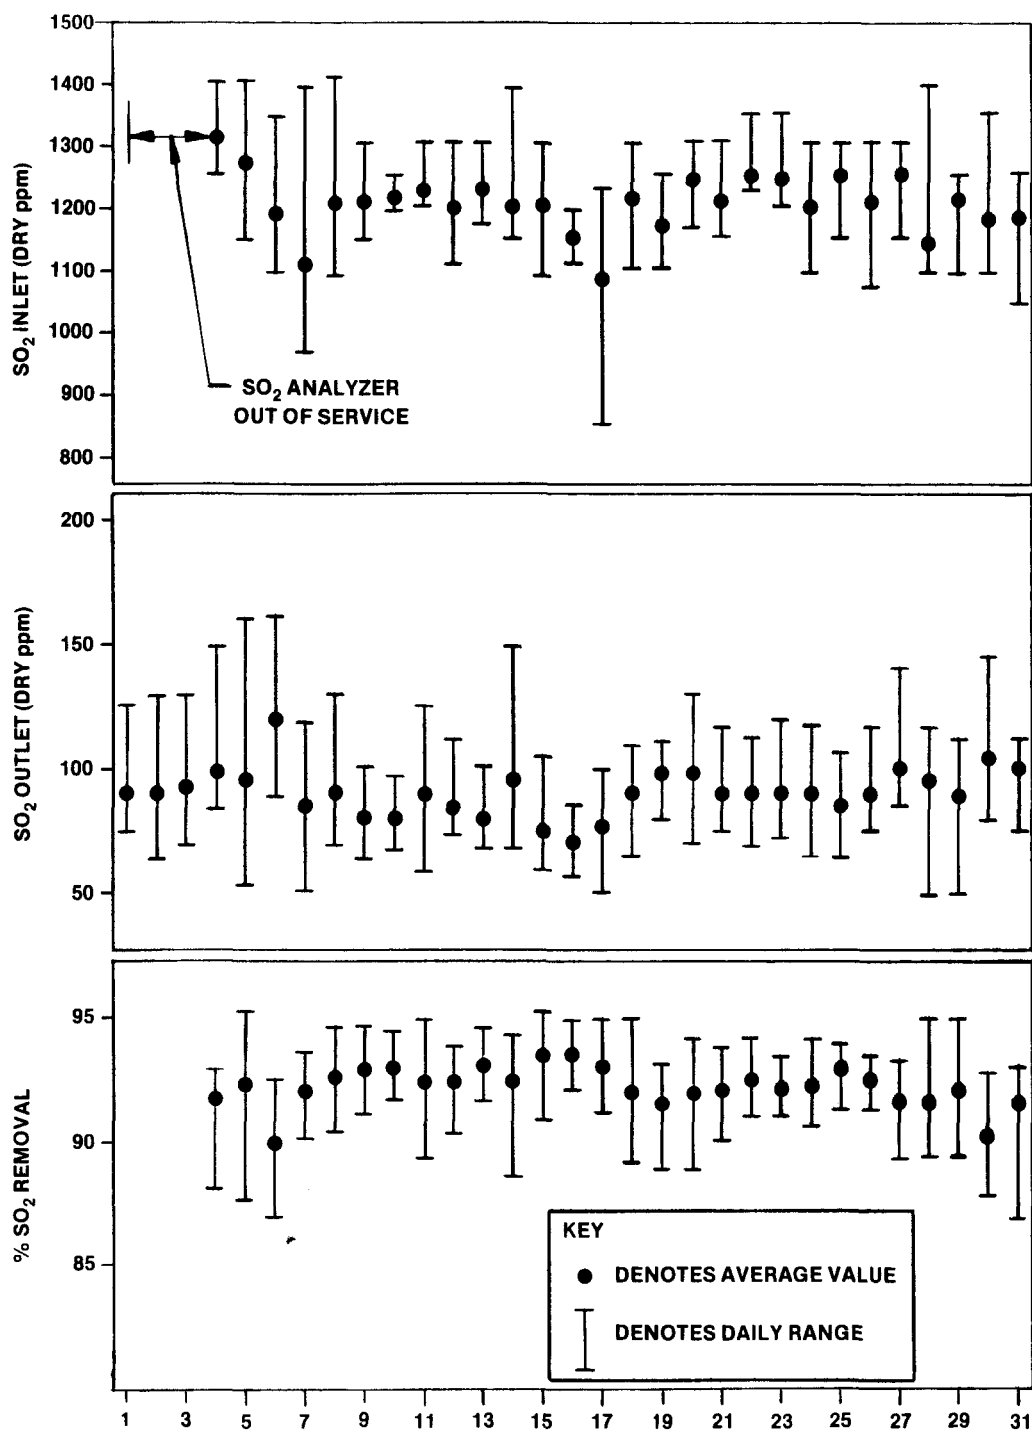 1500
1400
1300
1200
1100
1000
900
800
SO₂ INLET (DRY ppm)
SO₂ ANALYZER
OUT OF SERVICE
200
150
100
50
SO₂ OUTLET (DRY ppm)
95
90
85
% SO₂ REMOVAL
KEY
DENOTES AVERAGE VALUE
DENOTES DAILY RANGE
1 3 5 7 9 11 13 15 17 19 21 23 25 27 29 31